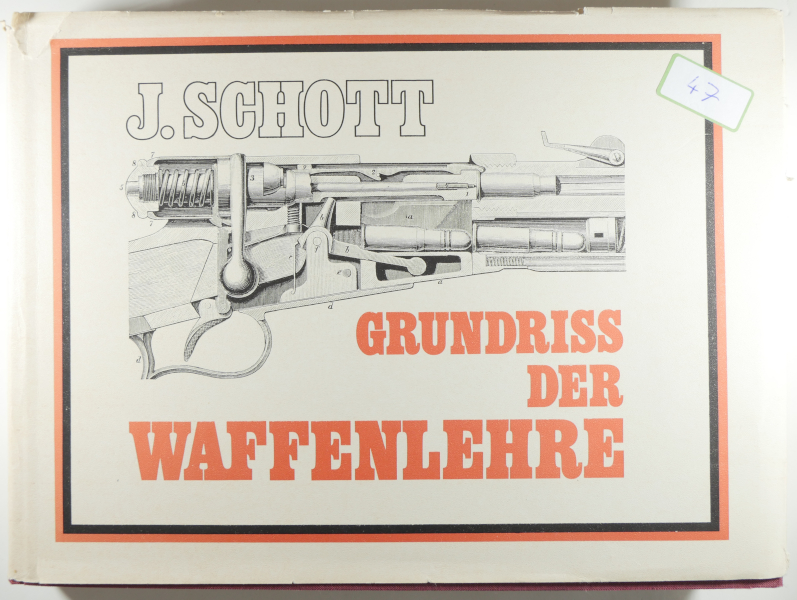 J. SCHOTT
47
GRUNDRISS
DER
WAFFENLEHRE